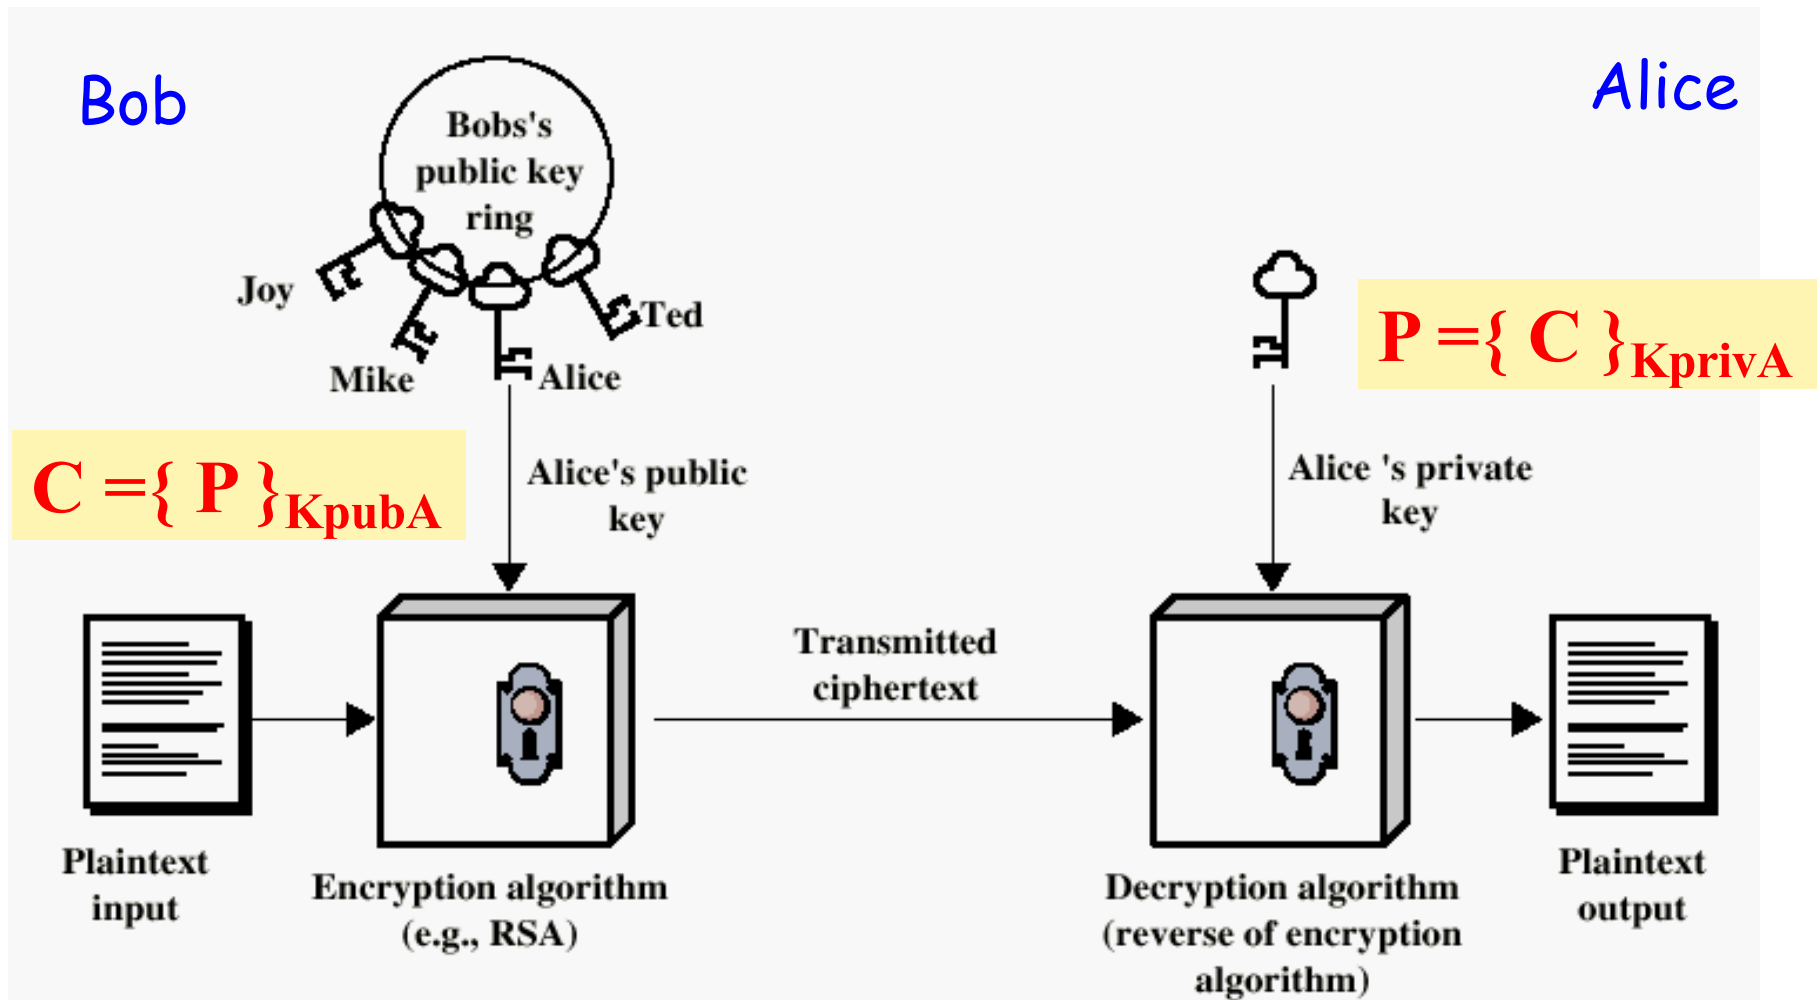 Bob
Alice
Bobs's
public key
ring
Joy
Mike
Alice
Ted
P ={ C }KprivA
C ={ P }KpubA
Alice's public
key
Alice 's private
key
Transmitted
ciphertext
Plaintext
input
Encryption algorithm
(e.g., RSA)
Decryption algorithm
(reverse of encryption
algorithm)
Plaintext
output